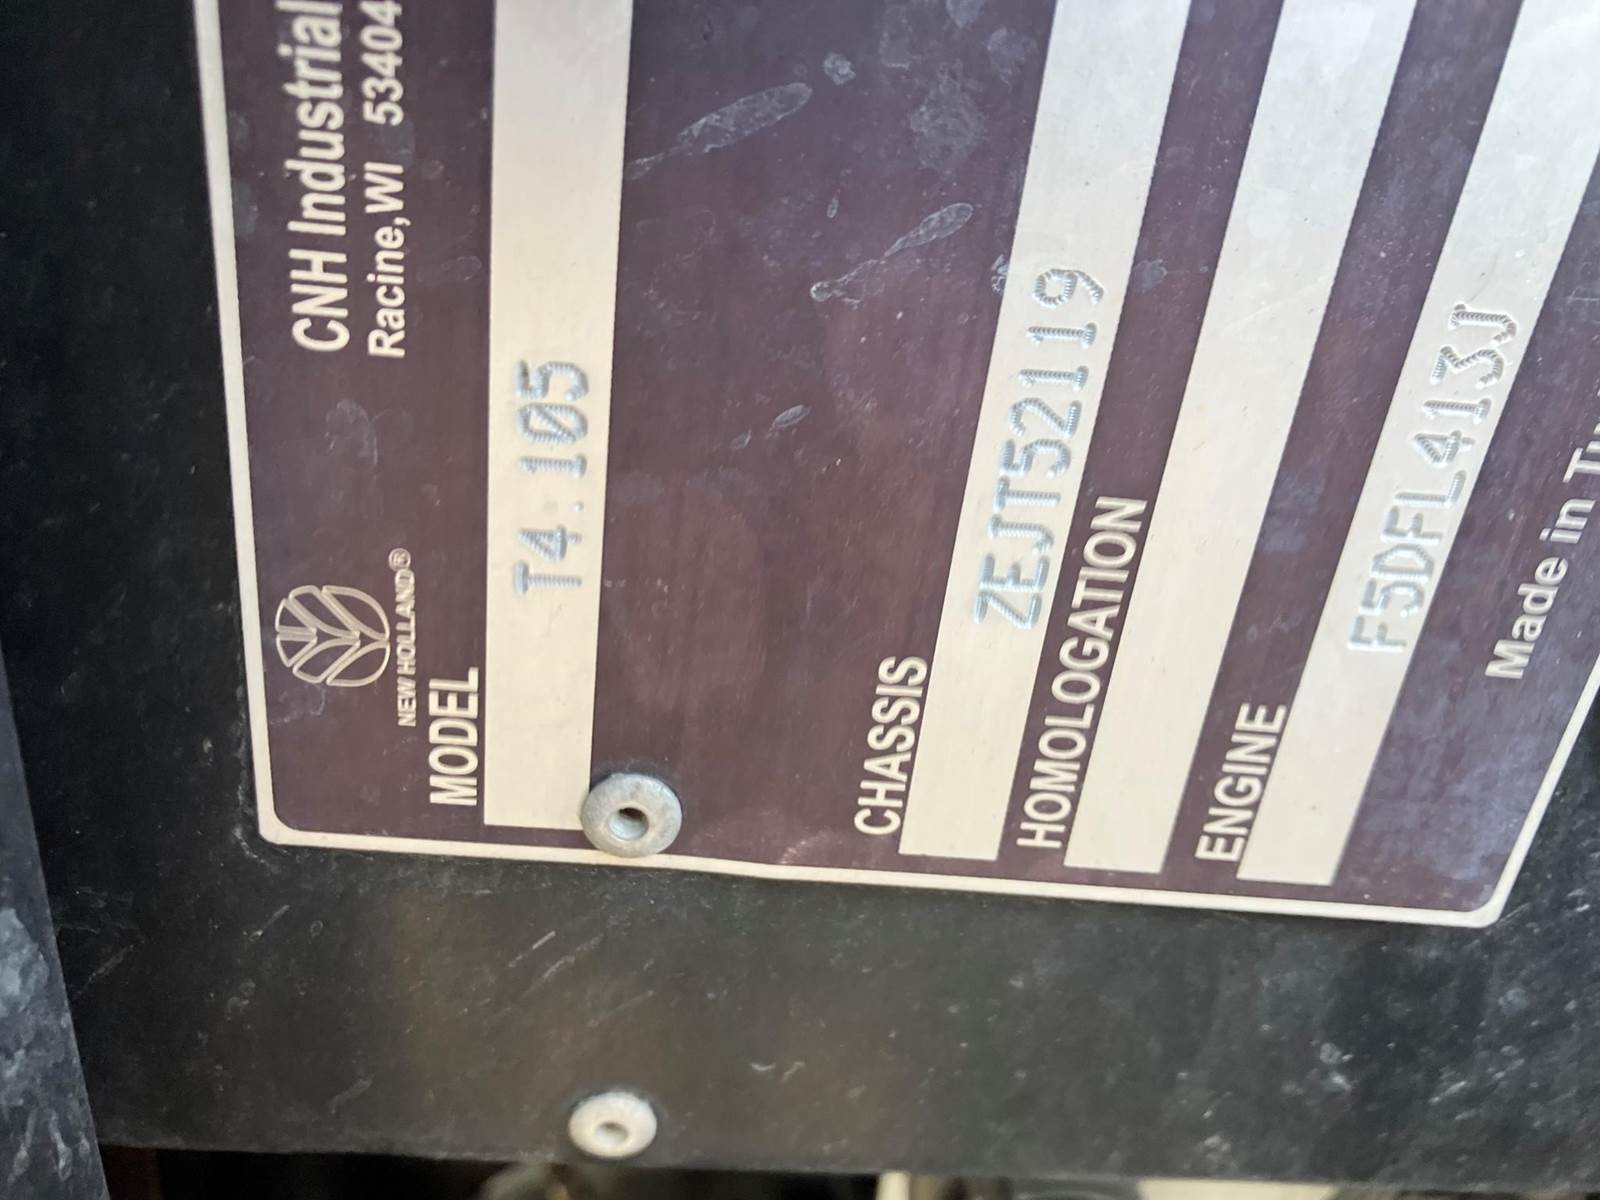 CNH Industrial
Racine, WI 53404
NEW HOLLAND®
MODEL
T4.105
CHASSIS
ZEJT52119
HOMOLOGATION
ENGINE
F5DFL413J
Made in